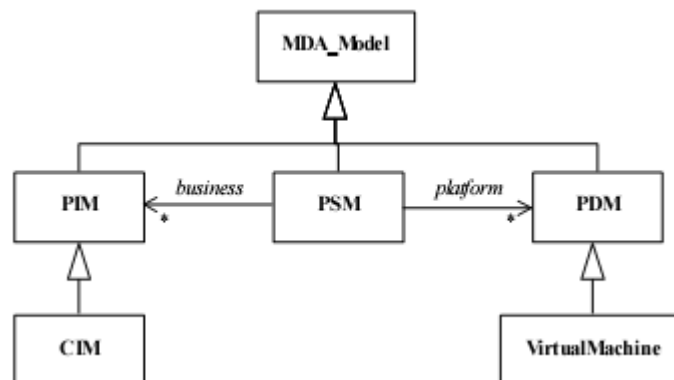 MDA_Model
PIM
business
*
PSM
platform
*
PDM
CIM
VirtualMachine